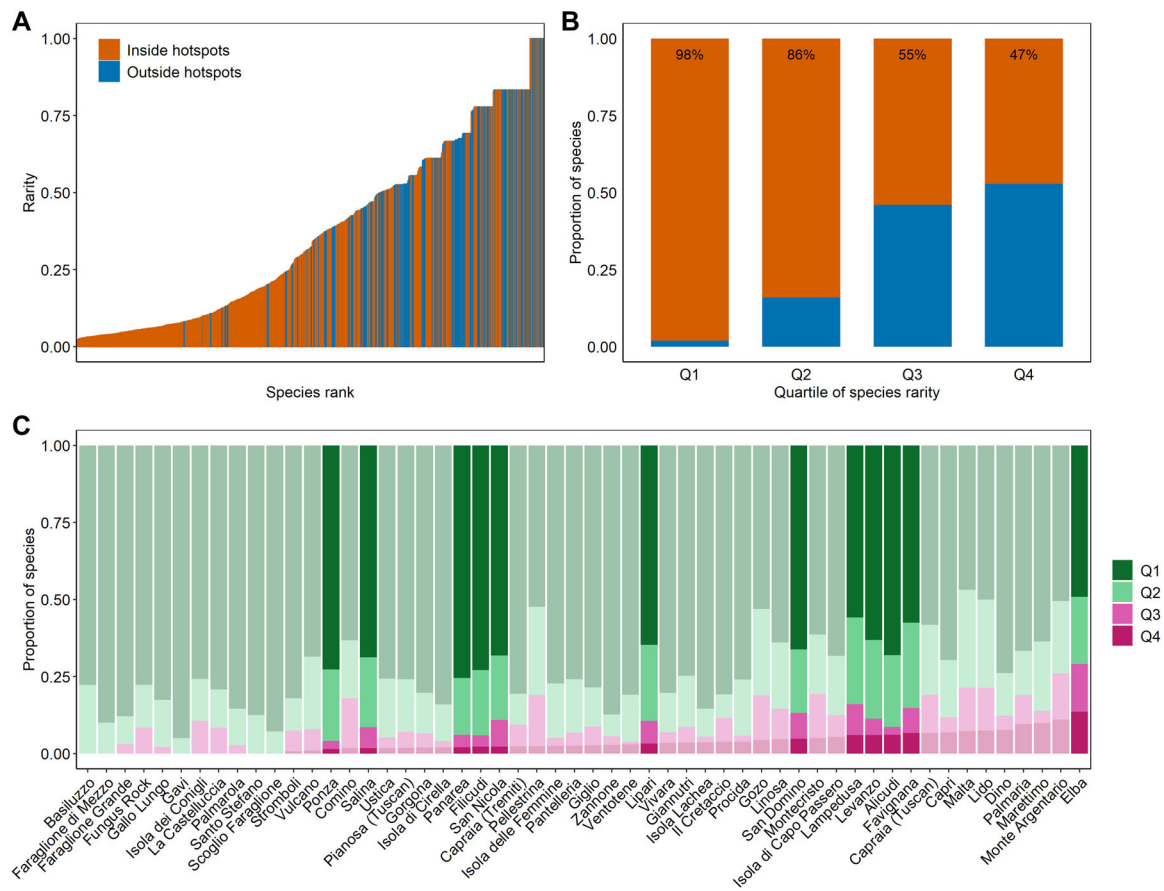 A
Inside hotspots
Outside hotspots
1.00
0.75
0.50
0.25
0.00
Rarity
Species rank
B
1.00
0.75
0.50
0.25
0.00
Proportion of species
98%
86%
55%
47%
Q1
Q2
Q3
Q4
Quartile of species rarity
C
1.00
0.75
0.50
0.25
0.00
Proportion of species
Basiluzzo
Faraglione di Mezzo
Faraglione Grande
Fungus Rock
Gallo Lungo
Gavi
Isola dei Conigli
La Castelluccia
Palmarola
Santo Stefano
Scoglio Faraglione
Stromboli
Vulcano
Ponza
Comino
Salina
Ustica
Pianosa (Tuscan)
Gorgona
Isola di Cirella
Panarea
Filicudi
San Nicola
Capraia (Tremiti)
Pellestrina
Isola delle Femmine
Pantelleria
Giglio
Zannone
Ventotene
Lipari
Vivara
Giannutri
Isola Lachea
Il Cretaccio
Procida
Gozo
Linosa
San Domino
Montecristo
Isola di Capo Passero
Lampedusa
Levanzo
Alicudi
Favignana
Capraia (Tuscan)
Capri
Malta
Lido
Dino
Palmaria
Marettimo
Monte Argentario
Elba
Q1
Q2
Q3
Q4